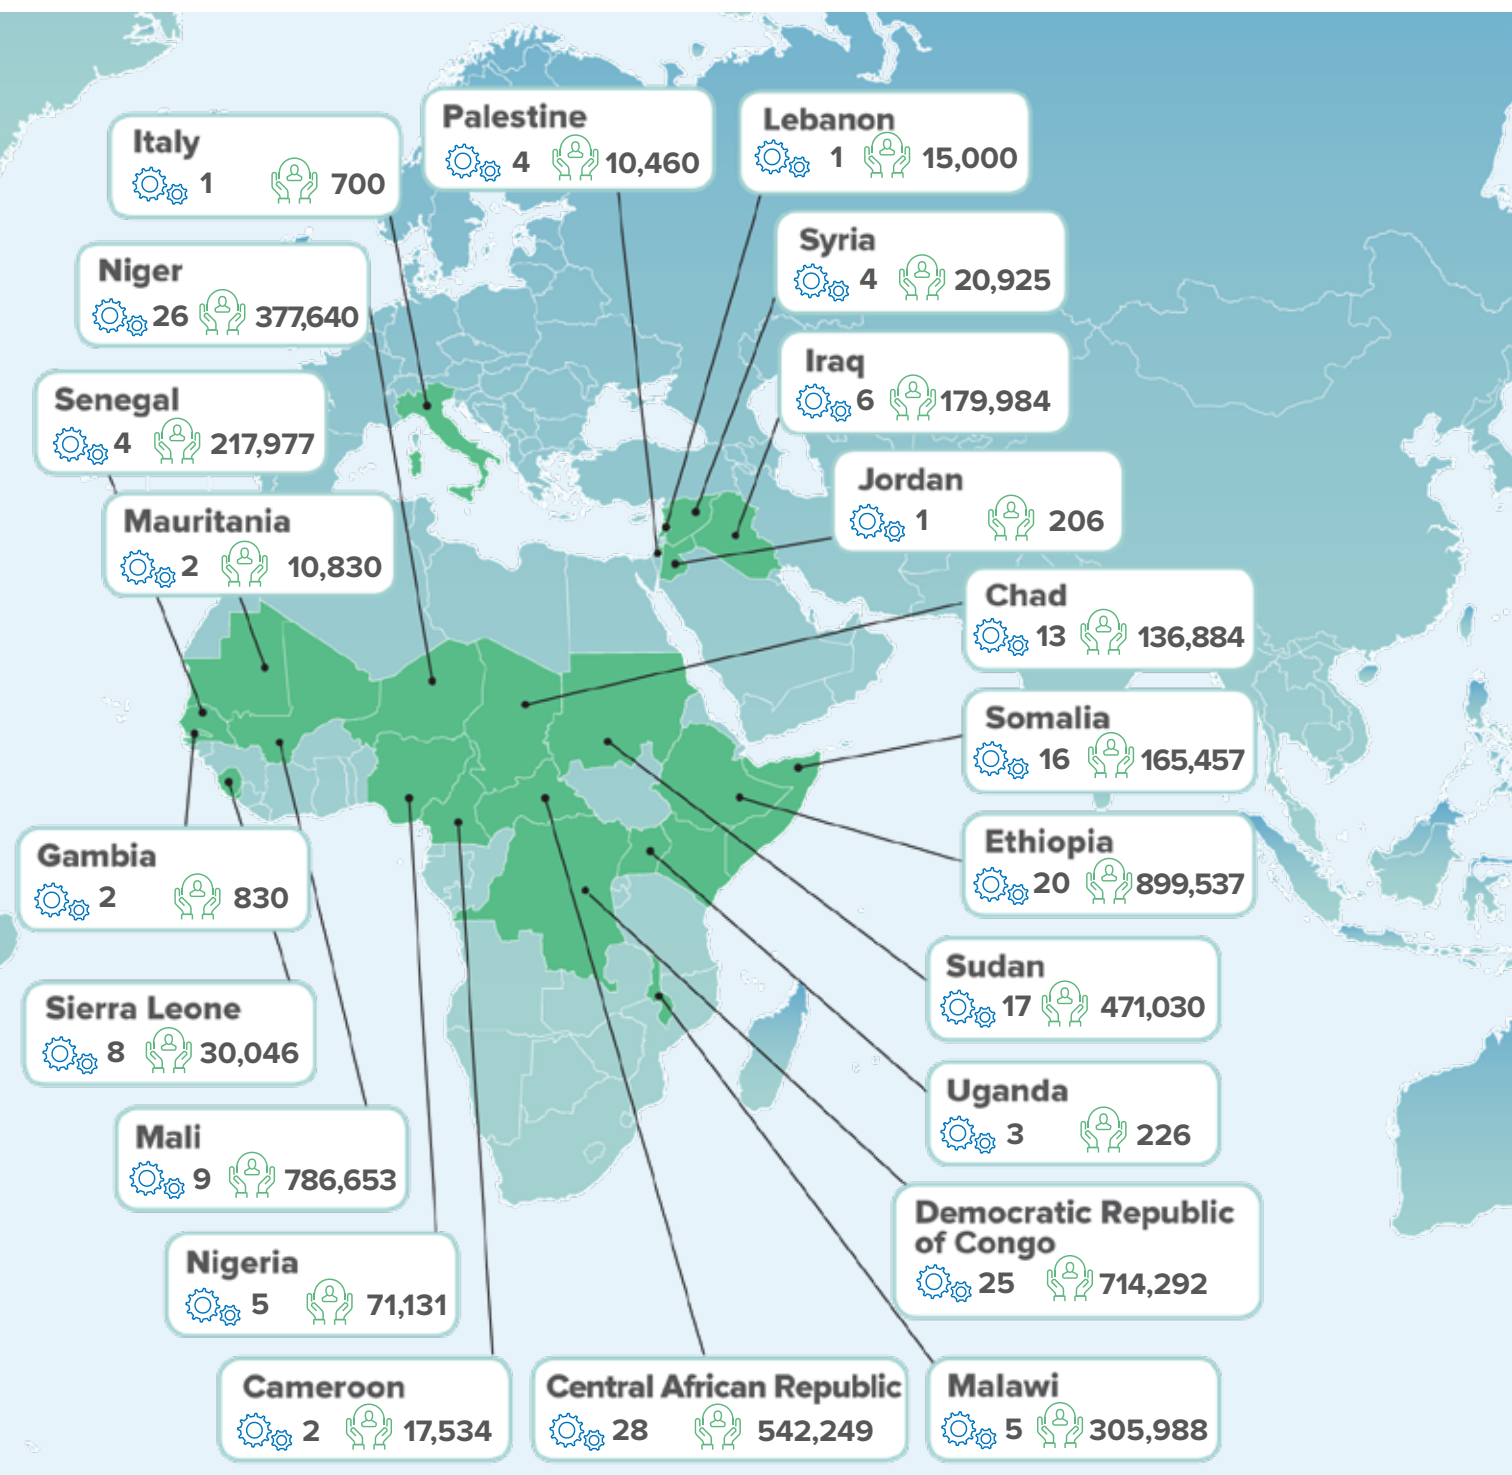 Italy
1 700
Palestine
4 10,460
Lebanon
1 15,000
Niger
26 377,640
Syria
4 20,925
Senegal
4 217,977
Iraq
6 179,984
Mauritania
2 10,830
Jordan
1 206
Chad
13 136,884
Somalia
16 165,457
Gambia
2 830
Ethiopia
20 899,537
Sierra Leone
8 30,046
Sudan
17 471,030
Mali
9 786,653
Uganda
3 226
Nigeria
5 71,131
Democratic Republic
of Congo
25 714,292
Cameroon
2 17,534
Central African Republic
28 542,249
Malawi
5 305,988